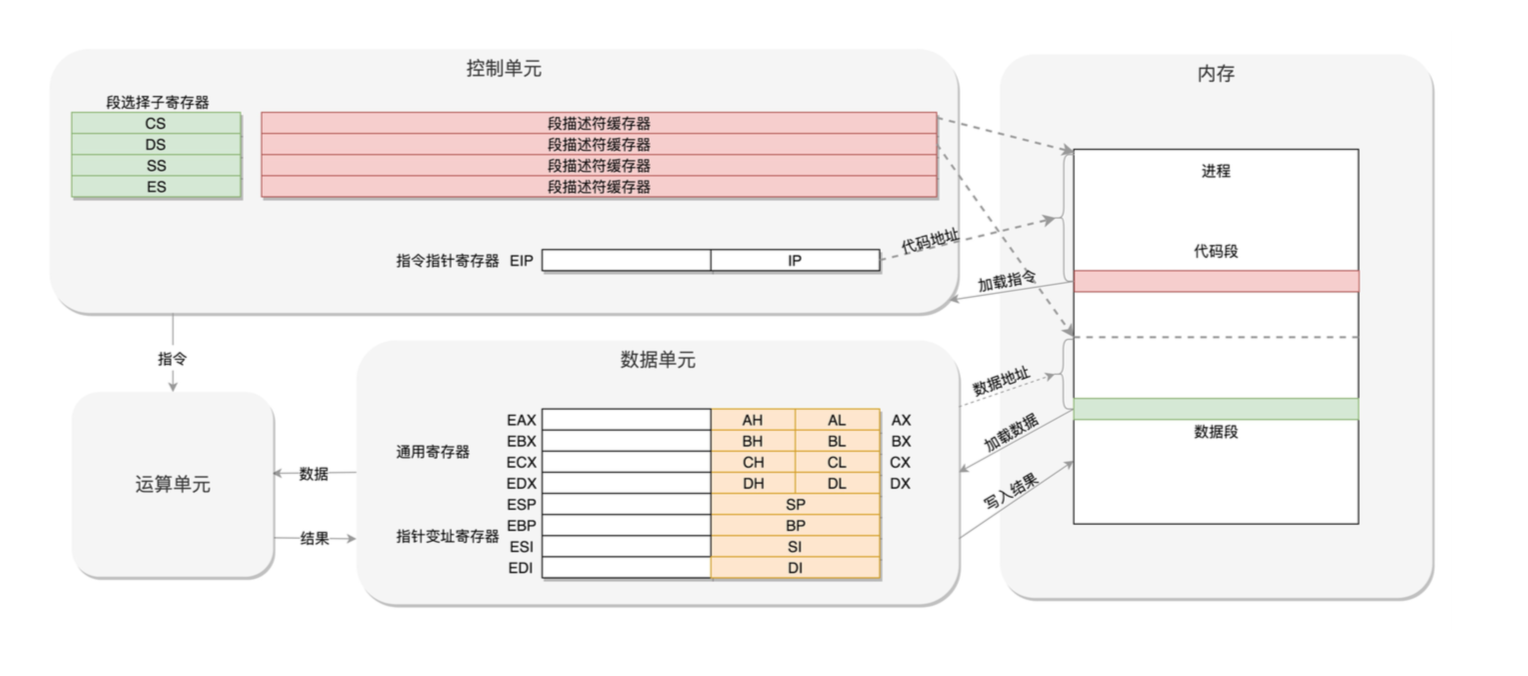 控制单元
段选择子寄存器
CS 段描述符缓存器
DS 段描述符缓存器
SS 段描述符缓存器
ES 段描述符缓存器
指令指针寄存器 EIP IP
代码地址
加载指令
内存
进程
代码段
数据段
指令
运算单元
数据
结果
数据单元
通用寄存器
EAX AH AL AX
EBX BH BL BX
ECX CH CL CX
EDX DH DL DX
指针变址寄存器
ESP SP
EBP BP
ESI SI
EDI DI
数据地址
加载数据
写入结果